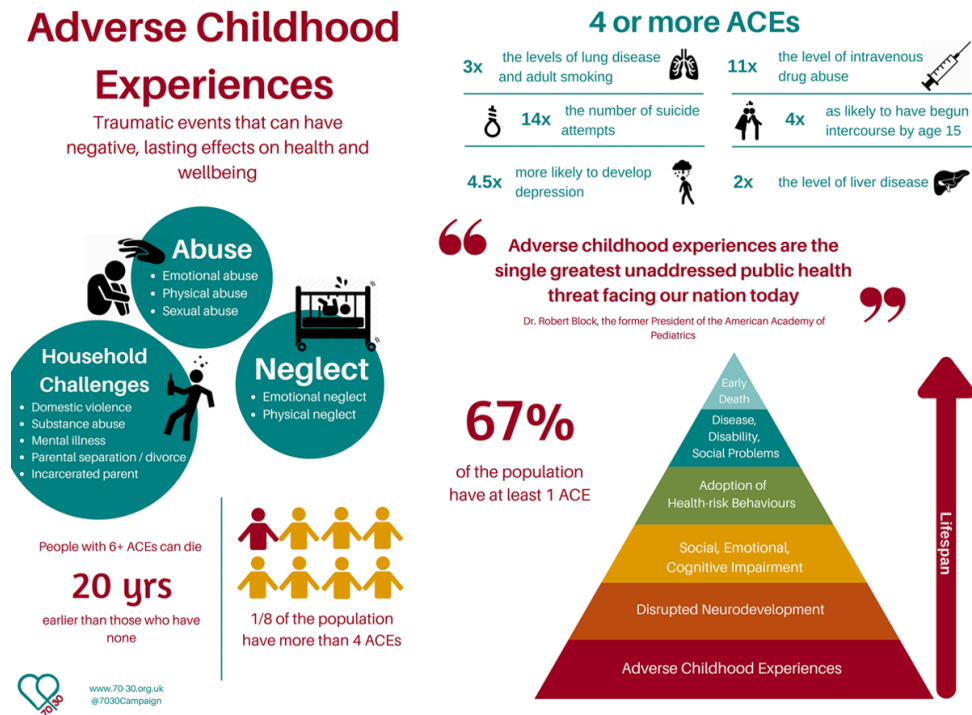 Adverse Childhood
Experiences
Traumatic events that can have
negative, lasting effects on health and
wellbeing
Abuse
• Emotional abuse
• Physical abuse
• Sexual abuse
Household
Challenges
• Domestic violence
• Substance abuse
• Mental illness
• Parental separation / divorce
• Incarcerated parent
Neglect
• Emotional neglect
• Physical neglect
People with 6+ ACEs can die
20 yrs
earlier than those who have
none
1/8 of the population
have more than 4 ACEs
70-30
www.70-30.org.uk
@7030Campaign
4 or more ACEs
3x
the levels of lung disease
and adult smoking
11x
the level of intravenous
drug abuse
14x
the number of suicide
attempts
4x
as likely to have begun
intercourse by age 15
4.5x
more likely to develop
depression
2x
the level of liver disease
“
Adverse childhood experiences are the
single greatest unaddressed public health
threat facing our nation today
”
Dr. Robert Block, the former President of the American Academy of
Pediatrics
67%
of the population
have at least 1 ACE
Early
Death
Disease,
Disability,
Social Problems
Adoption of
Health-risk Behaviours
Social, Emotional,
Cognitive Impairment
Disrupted Neurodevelopment
Adverse Childhood Experiences
Lifespan